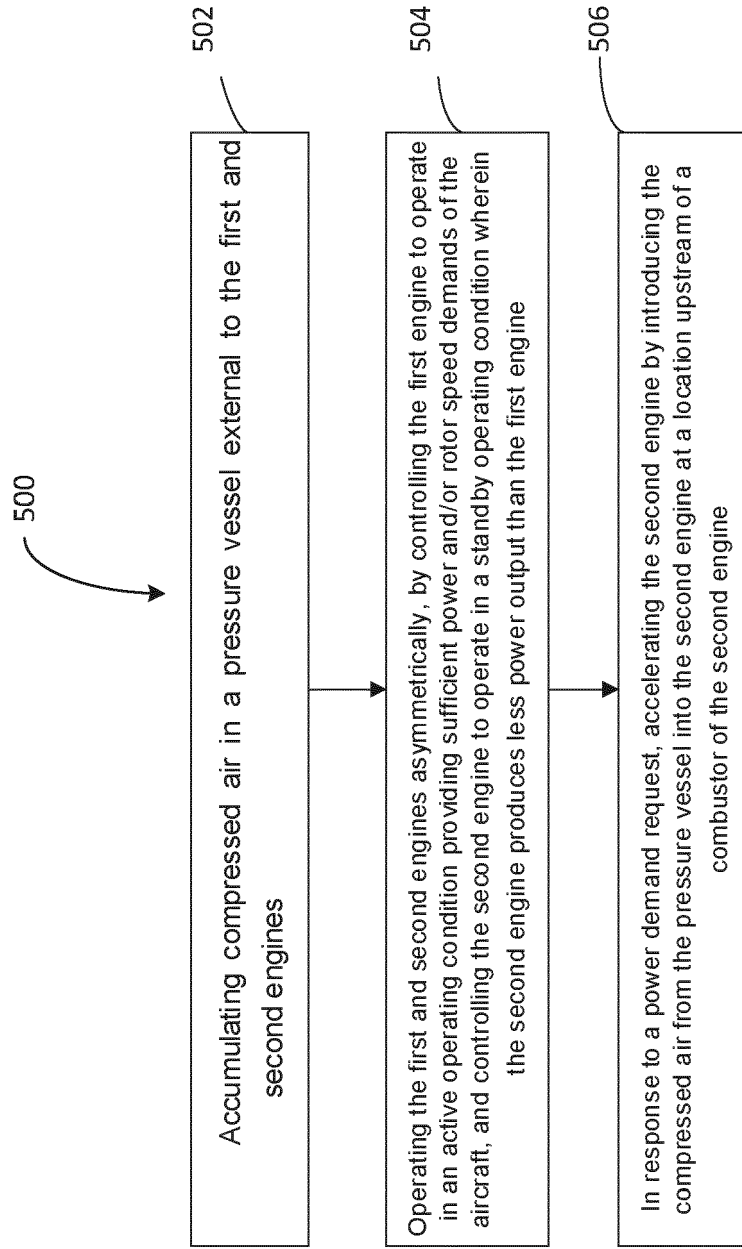 500
502
Accumulating compressed air in a pressure vessel external to the first and
second engines
504
Operating the first and second engines asymmetrically, by controlling the first engine to operate
in an active operating condition providing sufficient power and/or rotor speed demands of the
aircraft, and controlling the second engine to operate in a standby operating condition wherein
the second engine produces less power output than the first engine
506
In response to a power demand request, accelerating the second engine by introducing the
compressed air from the pressure vessel into the second engine at a location upstream of a
combustor of the second engine